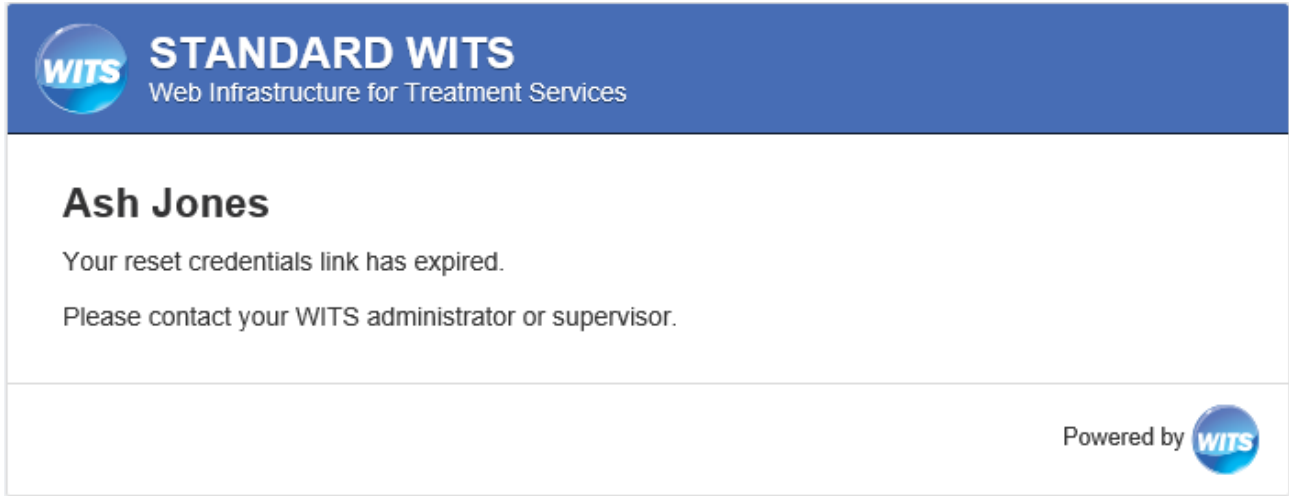 WITS
STANDARD WITS
Web Infrastructure for Treatment Services
Ash Jones
Your reset credentials link has expired.
Please contact your WITS administrator or supervisor.
Powered by WITS